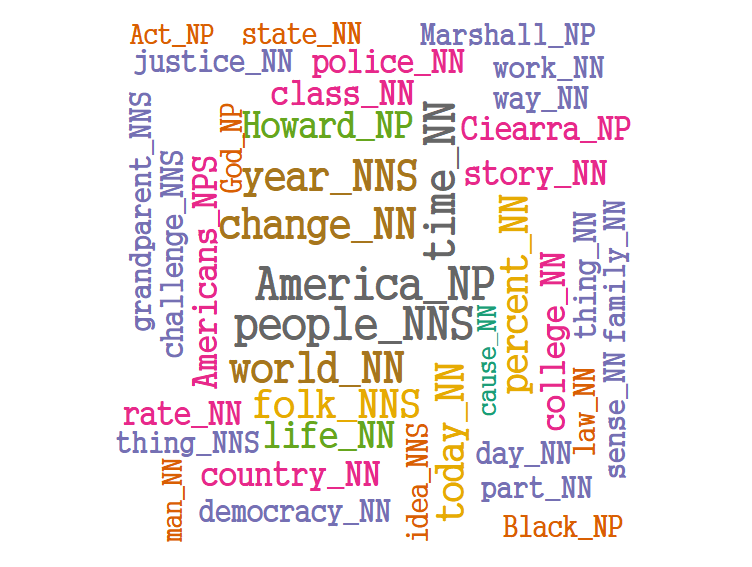 Act_NP
state_NN
Marshall_NP
justice_NN
police_NN
work_NN
class_NN
way_NN
God_NP
Howard_NP
time_NN
Ciearra_NP
grandparent_NNS
challenge_NNS
Americans_NPS
year_NNS
story_NN
change_NN
percent_NN
thing_NN
family_NN
America_NP
college_NN
people_NNS
cause_NN
world_NN
today_NN
law_NN
sense_NN
folk_NNS
rate_NN
life_NN
thing_NNS
idea_NNS
day_NN
man_NN
country_NN
part_NN
democracy_NN
Black_NP